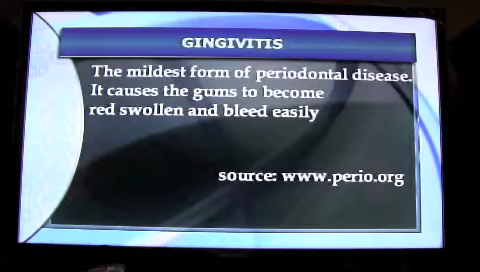 GINGIVITIS
The mildest form of periodontal disease.
It causes the gums to become
red swollen and bleed easily
source: www.perio.org